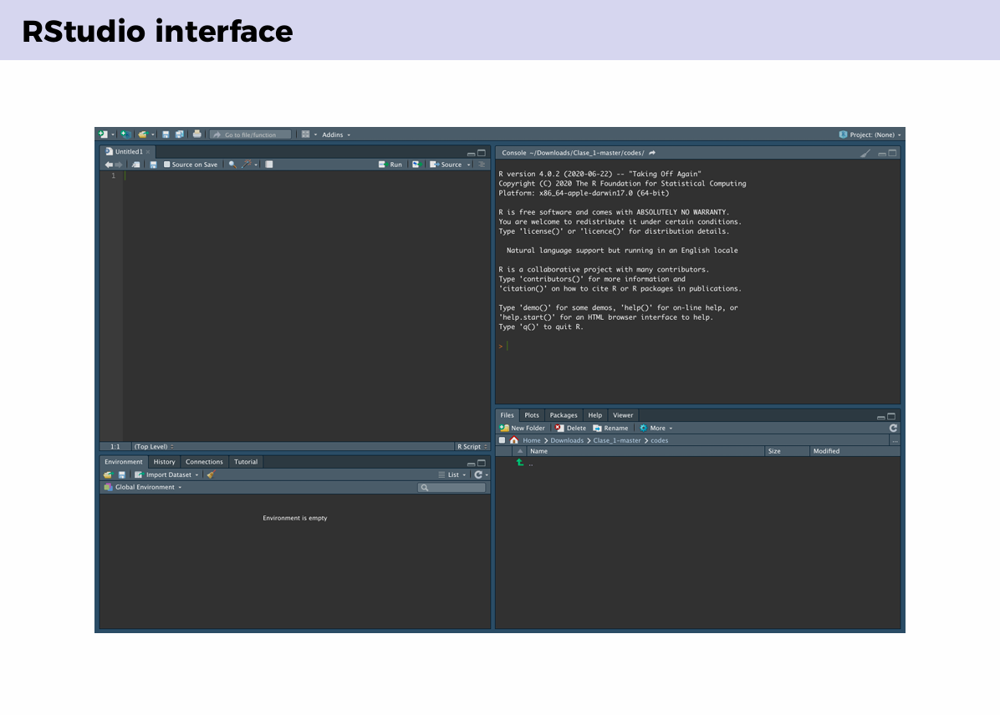 RStudio interface
Go to file/function
Addins
Project: (None)
Untitled1
Source on Save
Run
Source
1
1:1
(Top Level)
R Script
Environment
History
Connections
Tutorial
Import Dataset
List
Global Environment
Environment is empty
Console ~/Downloads/Clase_1-master/codes/
R version 4.0.2 (2020-06-22) -- "Taking Off Again"
Copyright (C) 2020 The R Foundation for Statistical Computing
Platform: x86_64-apple-darwin17.0 (64-bit)
R is free software and comes with ABSOLUTELY NO WARRANTY.
You are welcome to redistribute it under certain conditions.
Type 'license()' or 'licence()' for distribution details.
Natural language support but running in an English locale
R is a collaborative project with many contributors.
Type 'contributors()' for more information and
'citation()' on how to cite R or R packages in publications.
Type 'demo()' for some demos, 'help()' for on-line help, or
'help.start()' for an HTML browser interface to help.
Type 'q()' to quit R.
>
Files
Plots
Packages
Help
Viewer
New Folder
Delete
Rename
More
Home
Downloads
Clase_1-master
codes
...
Name
Size
Modified
..